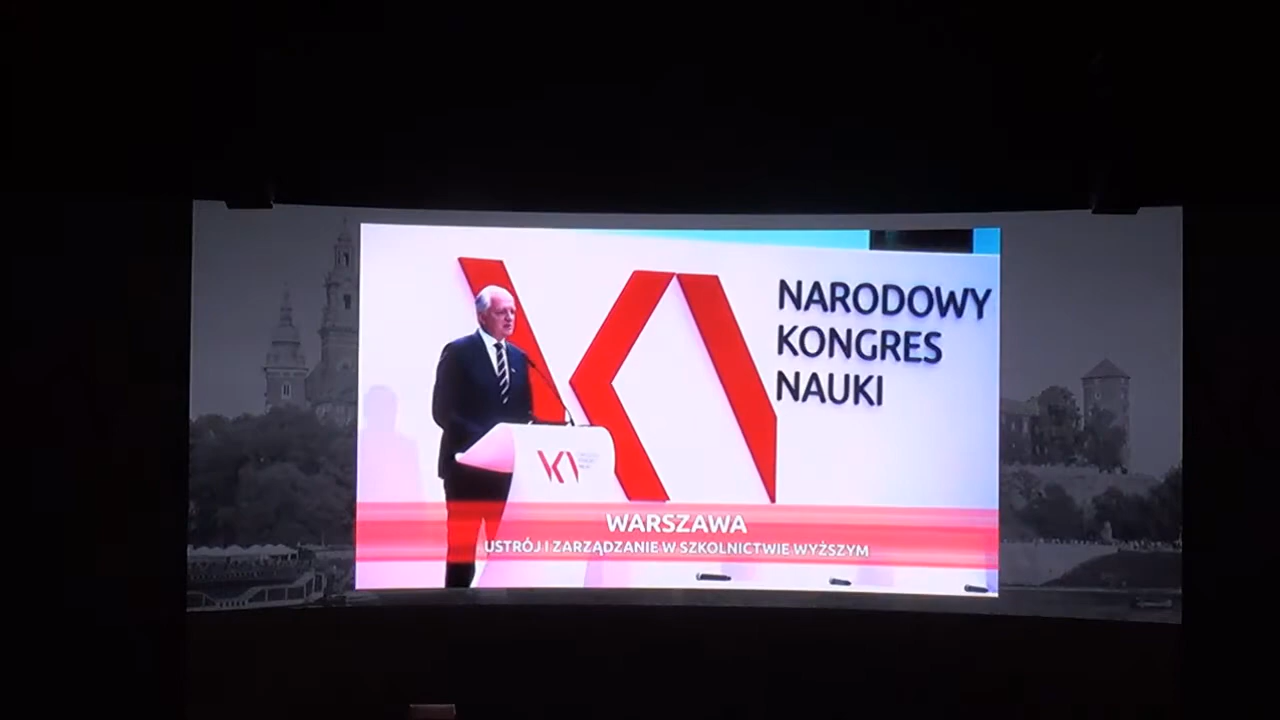 NARODOWY
KONGRES
NAUKI
WARSZAWA
USTRÓJ I ZARZĄDZANIE W SZKOLNICTWIE WYŻSZYM